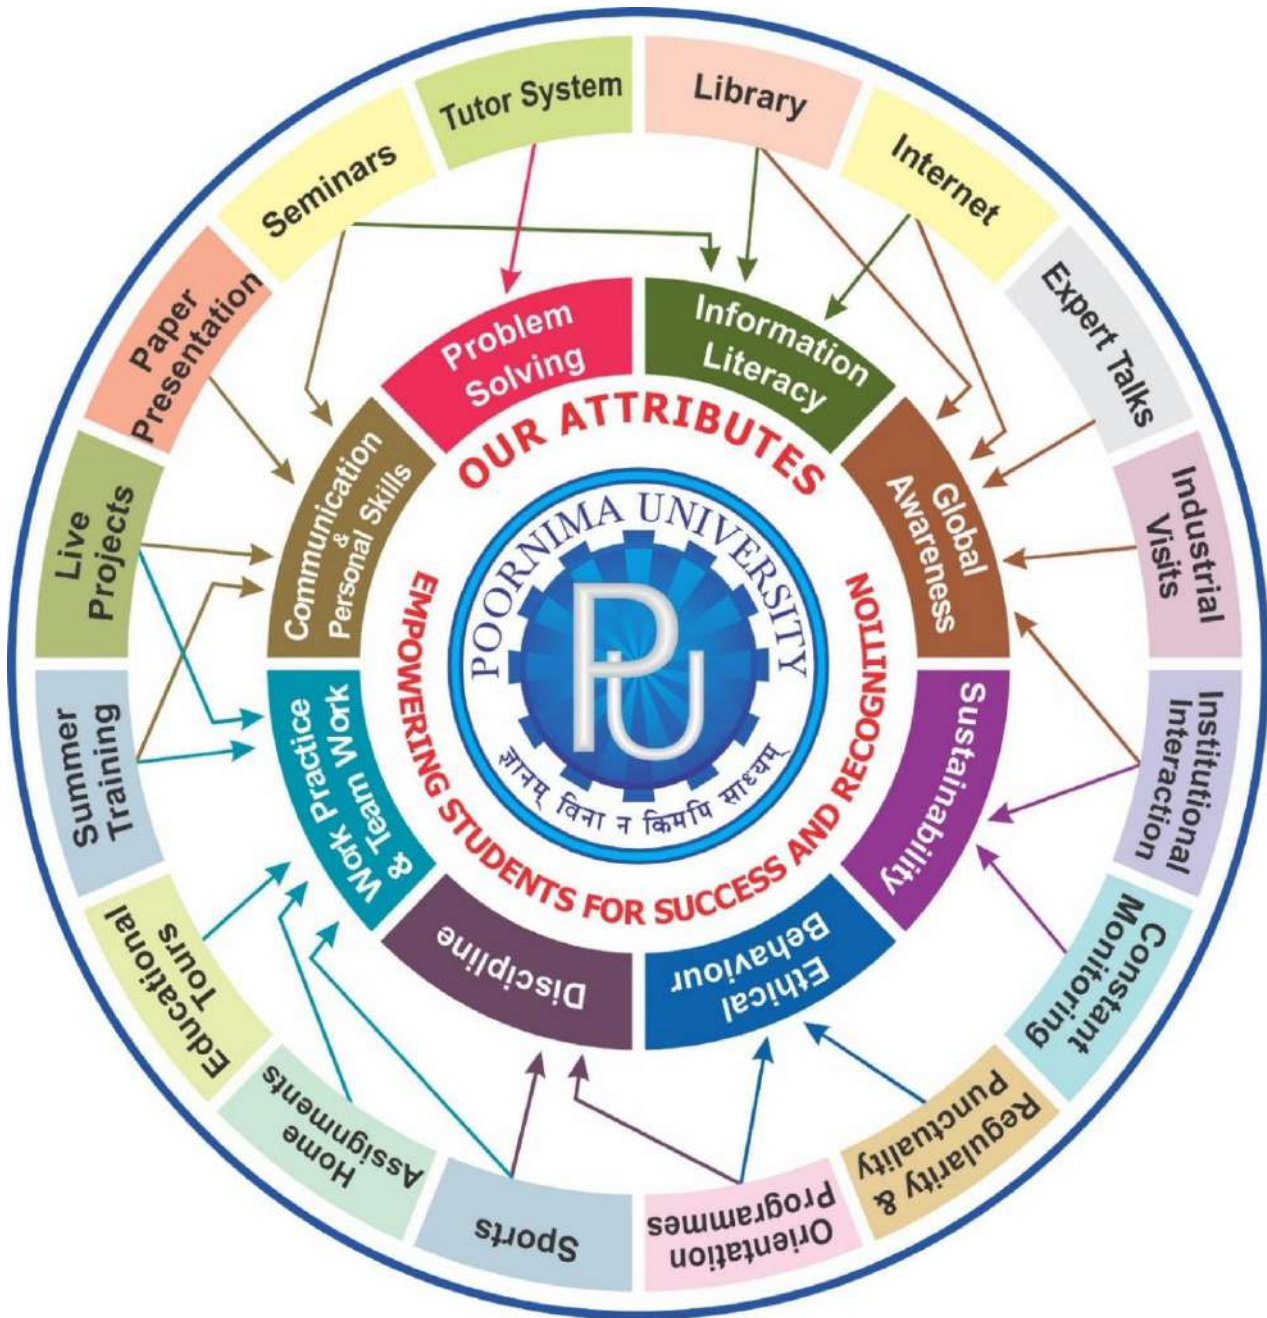 Tutor System
Library
Internet
Expert Talks
Industrial
Visits
Institutional
Interaction
Constant
Monitoring
Regularity &
Punctuality
Orientation
Programmes
Sports
Home
Assignments
Educational
Tours
Summer
Training
Live
Projects
Paper
Presentation
Seminars
Problem
Solving
Information
Literacy
Global
Awareness
Sustainability
Ethical
Behaviour
Discipline
Work Practice
& Team Work
Communication
&
Personal Skills
OUR ATTRIBUTES
EMPOWERING STUDENTS FOR SUCCESS AND RECOGNITION
POORNIMA UNIVERSITY
PU
ज्ञानम् विना न किमपि साध्यम्